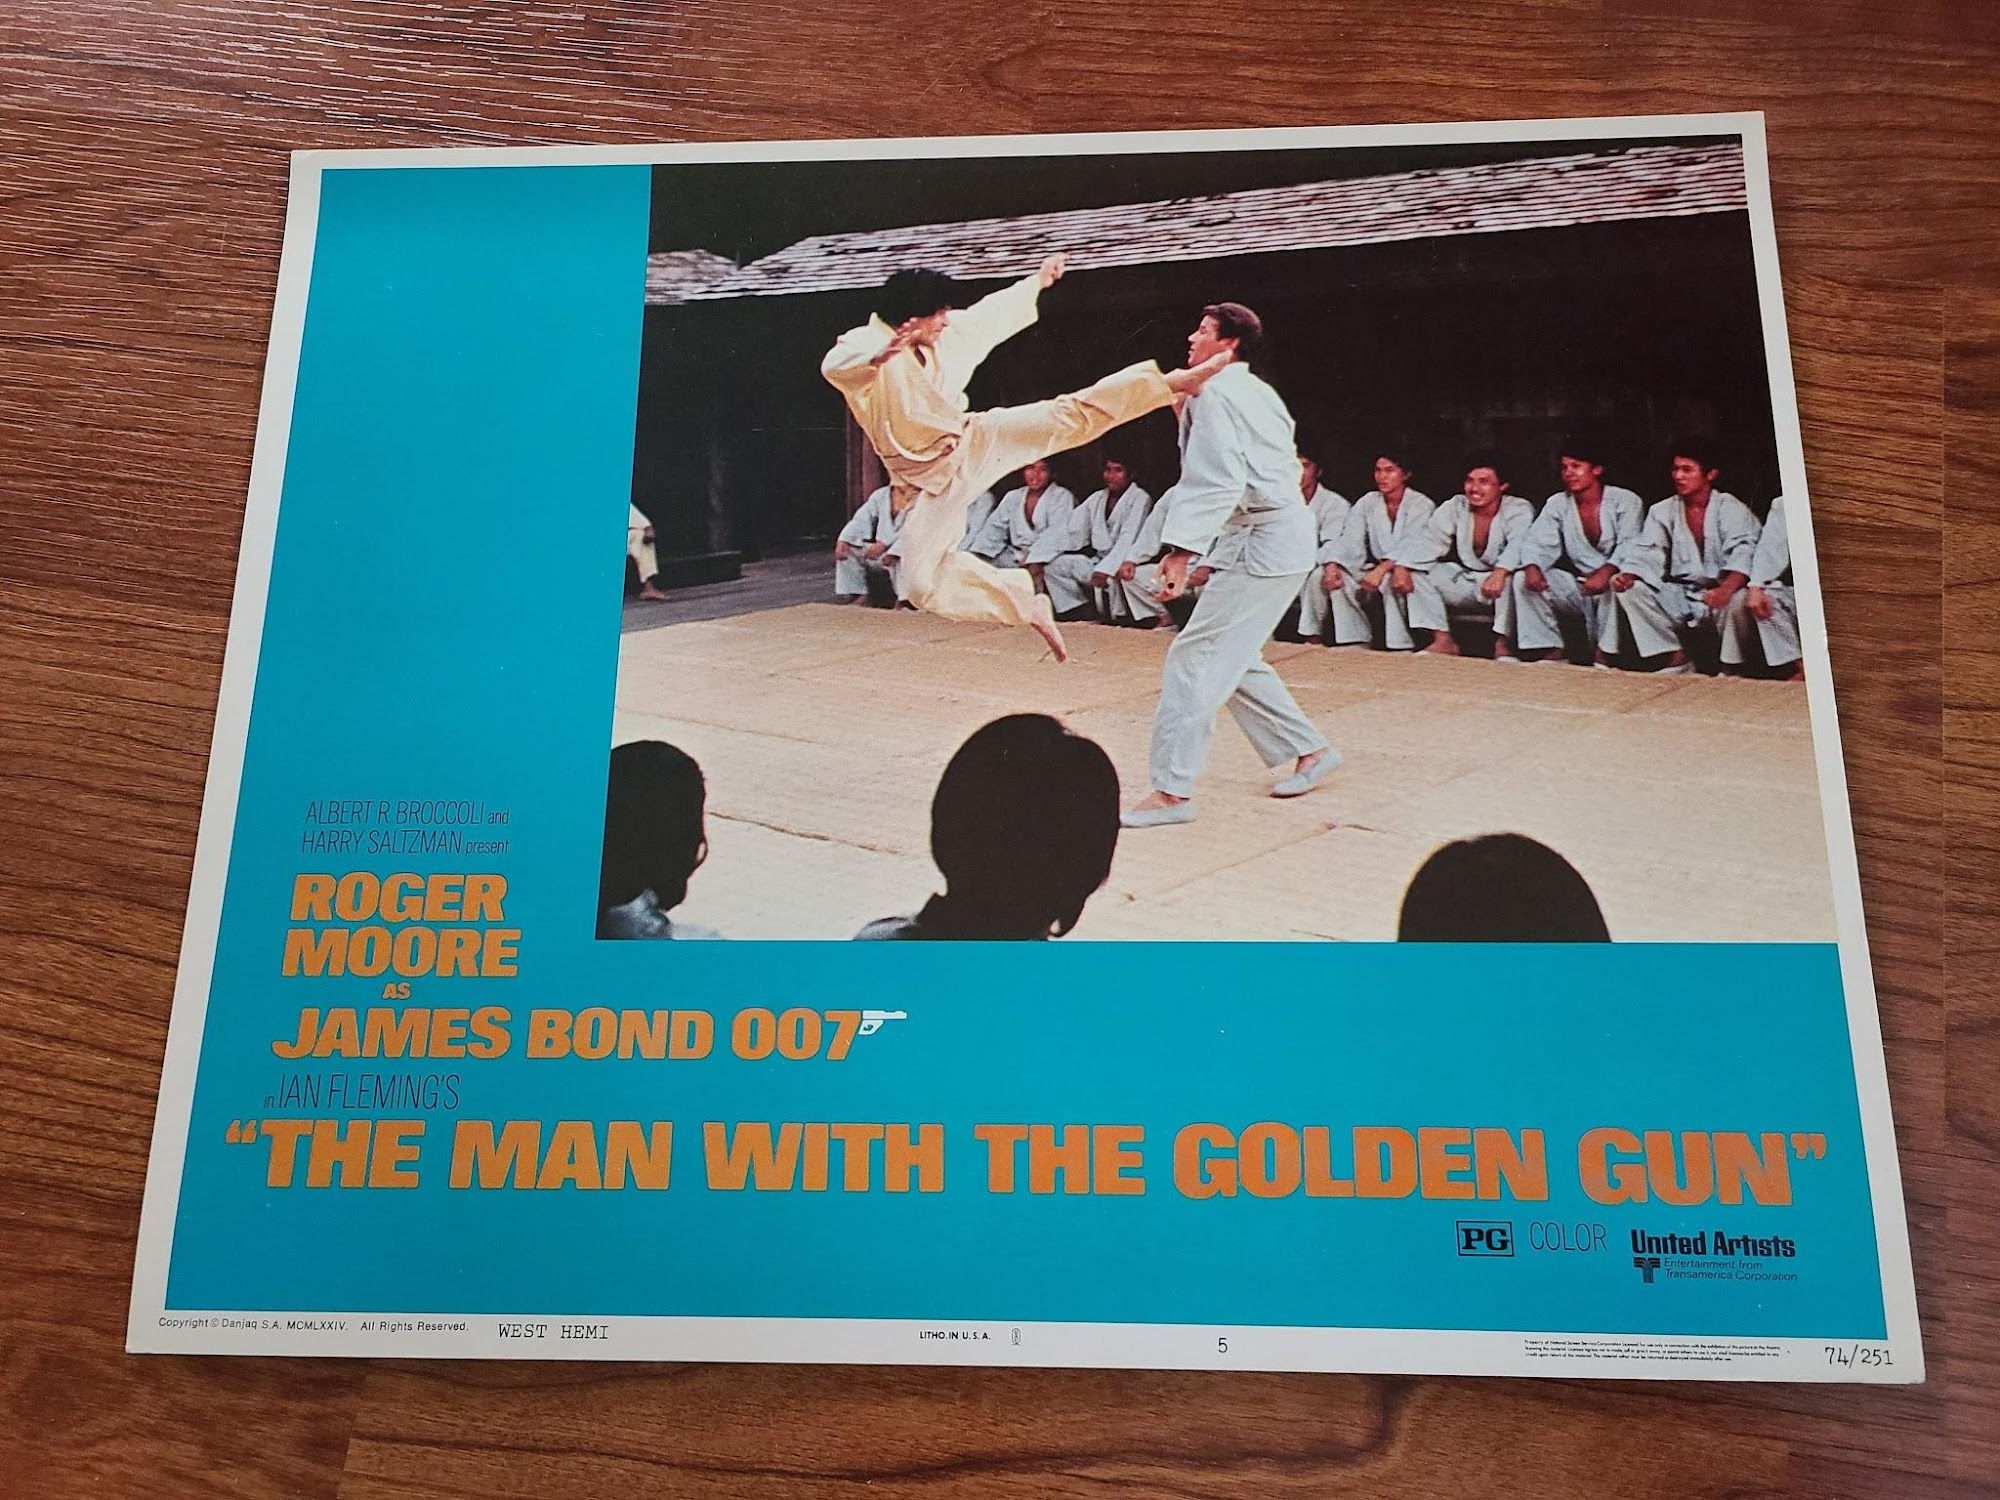 ALBERT R. BROCCOLI and
HARRY SALTZMAN present
ROGER
MOORE
AS
JAMES BOND 007
in IAN FLEMING'S
"THE MAN WITH THE GOLDEN GUN"
PG COLOR United Artists
Entertainment from
Transamerica Corporation
Copyright © Danjaq S.A. MCMLXXIV. All Rights Reserved. WEST HEMI LITHO. IN U. S. A. 5 74/251